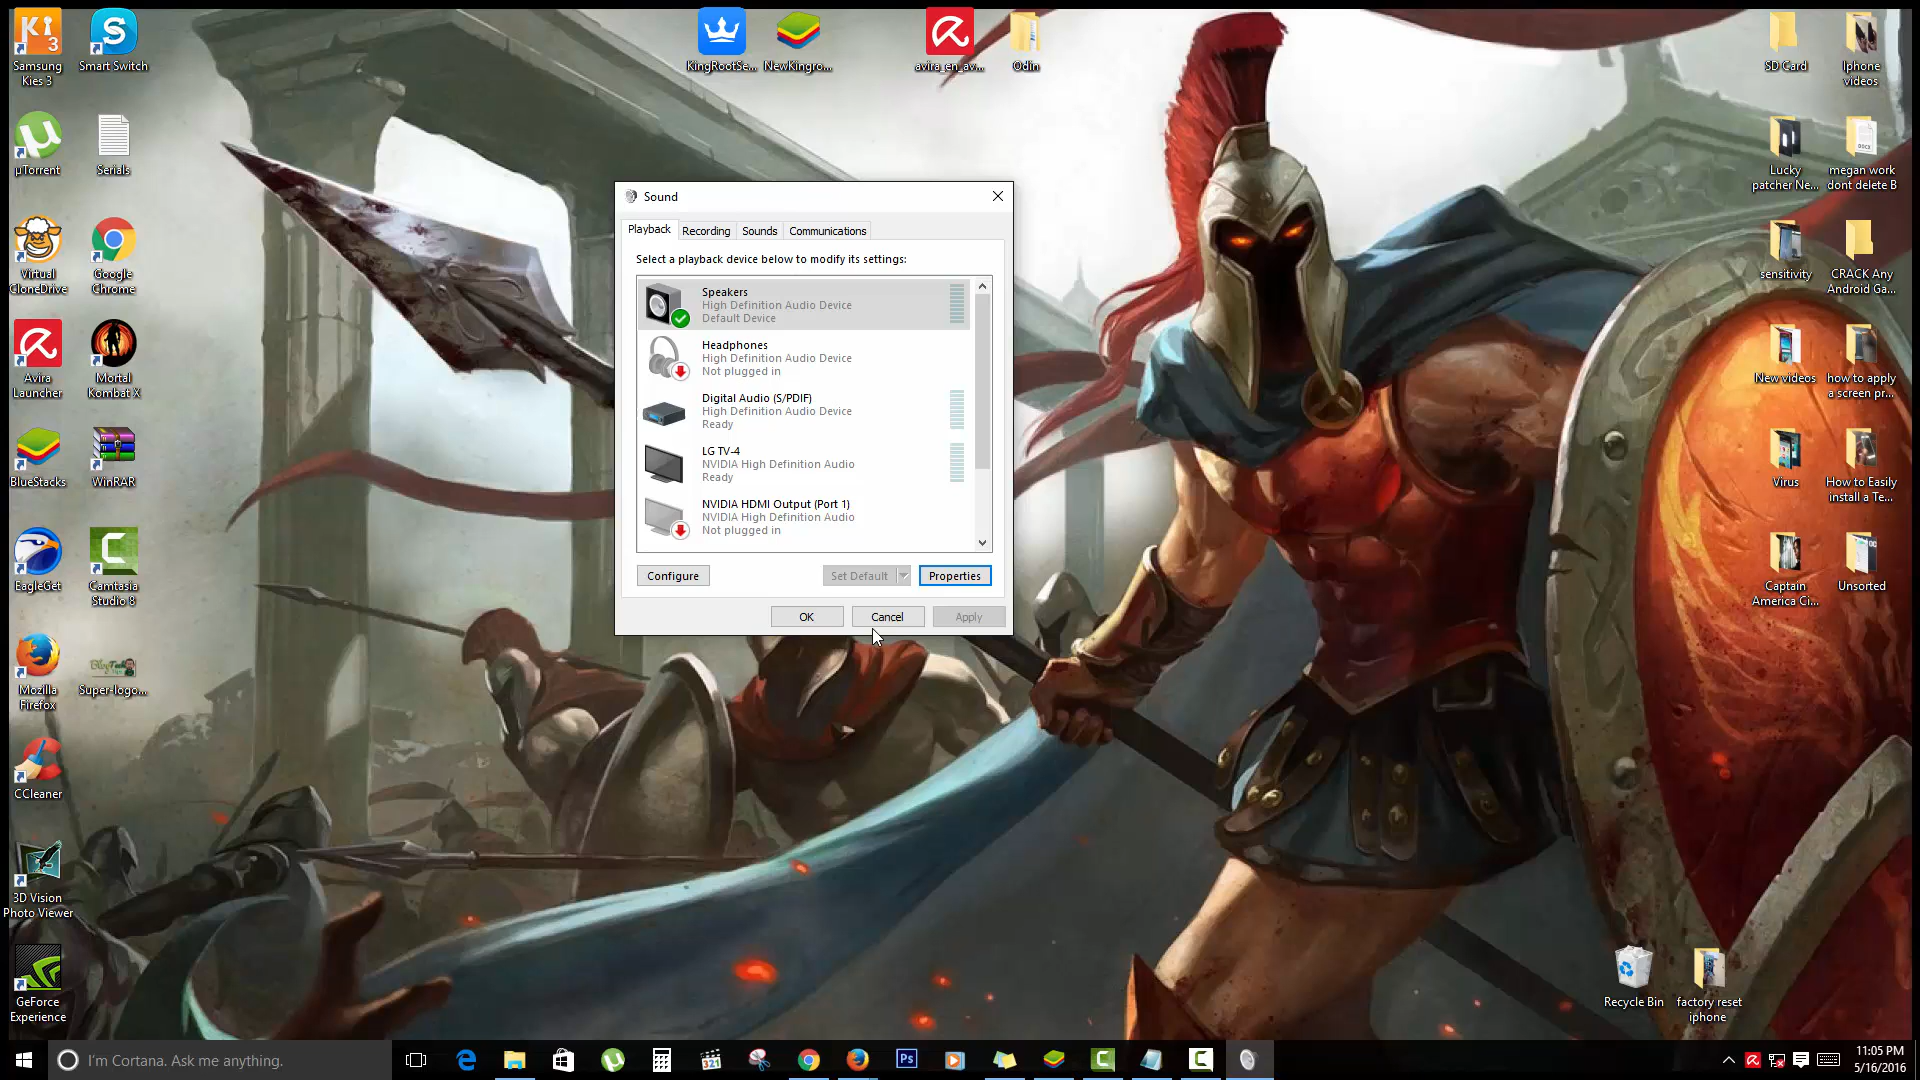 Samsung
Kies 3
Smart Switch
KingRootSe...
NewKingro...
avira_en_av...
Odin
SD Card
Iphone
videos
µTorrent
Serials
Lucky
patcher Ne...
megan work
dont delete B
Virtual
CloneDrive
Google
Chrome
sensitivity
CRACK Any
Android Ga...
Avira
Launcher
Mortal
Kombat X
New videos
how to apply
a screen pr...
BlueStacks
WinRAR
Virus
How to Easily
install a Te...
EagleGet
Camtasia
Studio 8
Captain
America Ci...
Unsorted
Mozilla
Firefox
Super-logo...
CCleaner
3D Vision
Photo Viewer
GeForce
Experience
Recycle Bin
factory reset
iphone
Sound
Playback Recording Sounds Communications
Select a playback device below to modify its settings:
Speakers
High Definition Audio Device
Default Device
Headphones
High Definition Audio Device
Not plugged in
Digital Audio (S/PDIF)
High Definition Audio Device
Ready
LG TV-4
NVIDIA High Definition Audio
Ready
NVIDIA HDMI Output (Port 1)
NVIDIA High Definition Audio
Not plugged in
Configure Set Default Properties
OK Cancel Apply
I'm Cortana. Ask me anything.
11:05 PM
5/16/2016